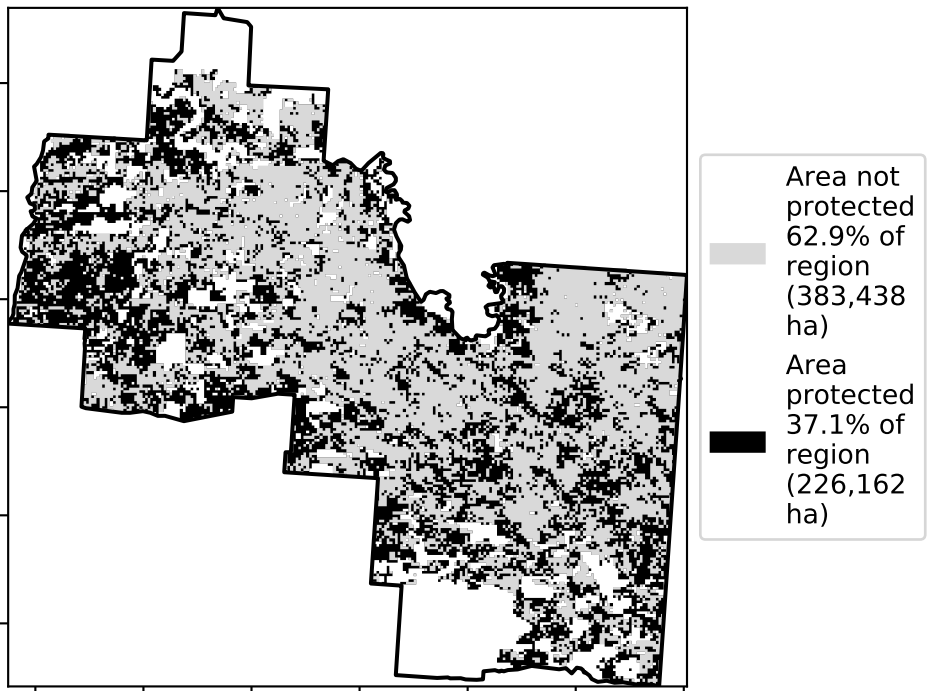 Area not
protected
62.9% of
region
(383,438
ha)
Area
protected
37.1% of
region
(226,162
ha)